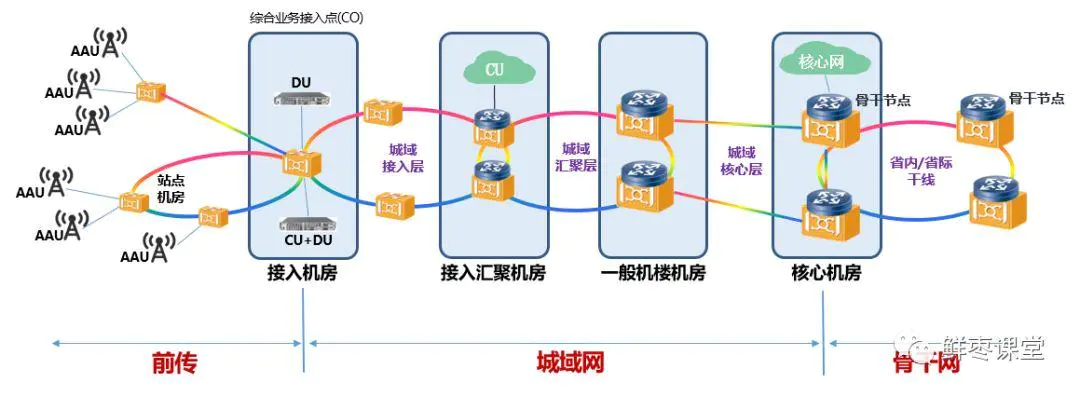 综合业务接入点(CO)
AAU
AAU
AAU
AAU
AAU
AAU
站点
机房
DU
CU+DU
城域
接入层
CU
城域
汇聚层
城域
核心层
核心网
骨干节点
骨干节点
省内/省际
干线
接入机房
接入汇聚机房
一般机楼机房
核心机房
前传
城域网
骨干网
鲜枣课堂